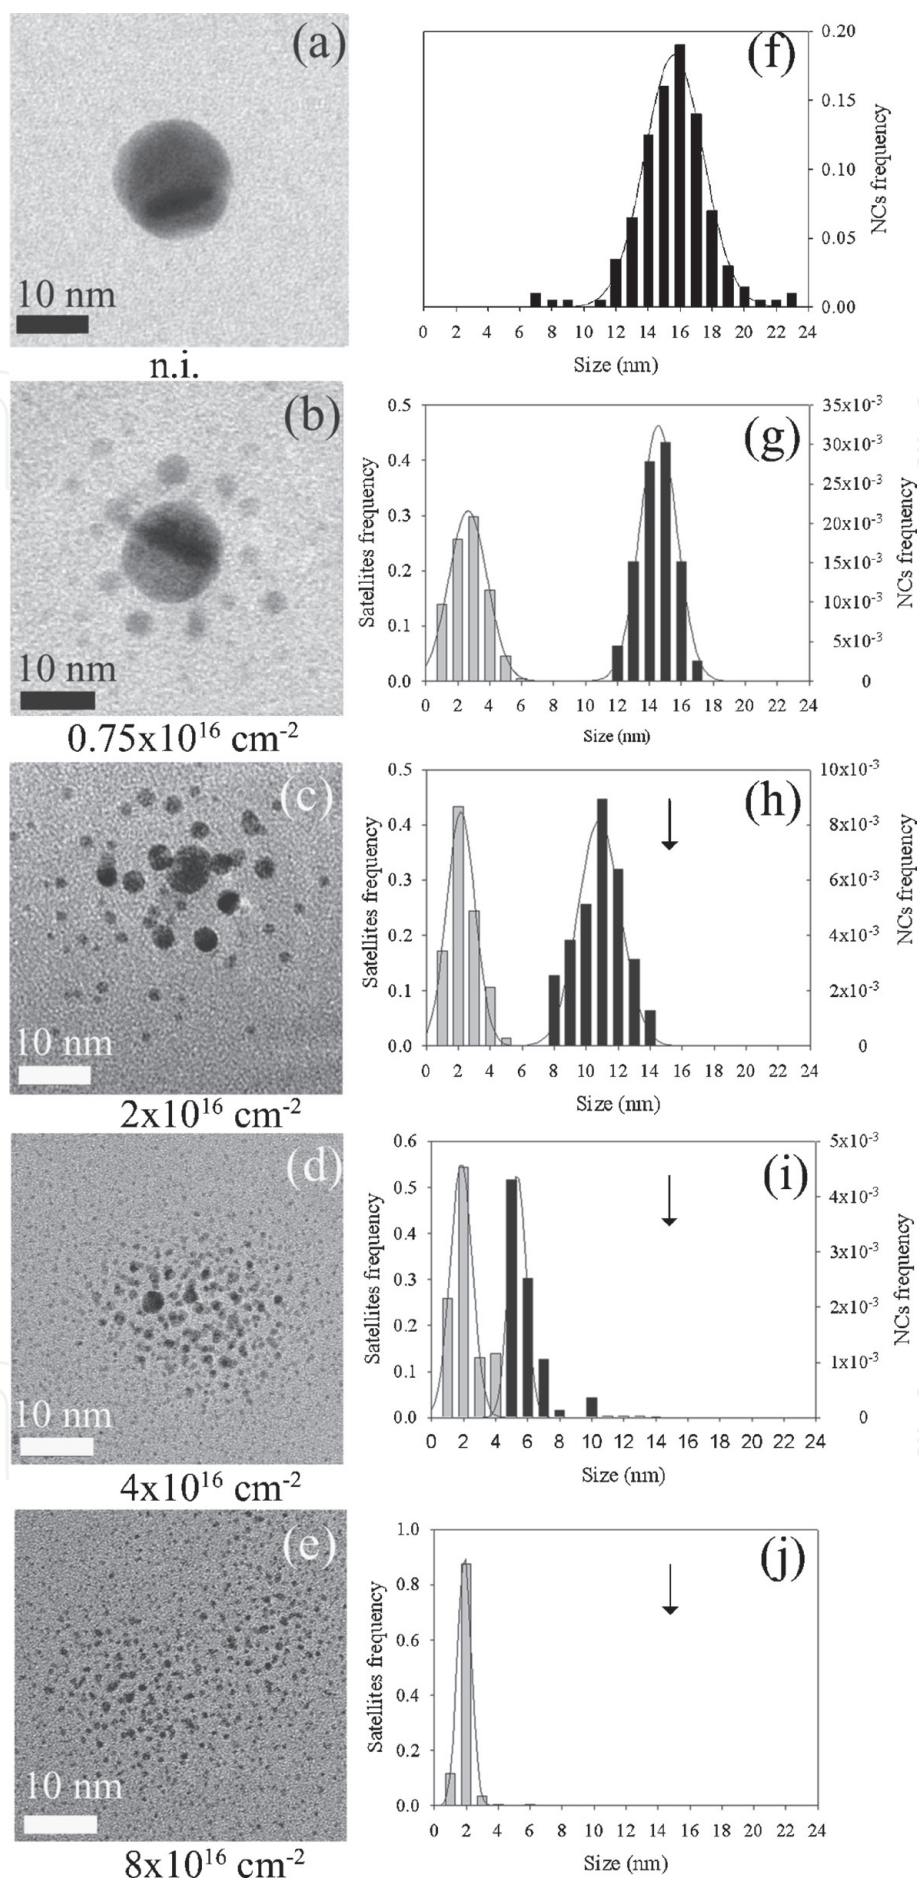 (a)
10 nm
n.i.
(f)
0.20
0.15
0.10
0.05
0.00
NCs frequency
0 2 4 6 8 10 12 14 16 18 20 22 24
Size (nm)
(b)
10 nm
0.75x10¹⁶ cm⁻²
(g)
0.5
0.4
0.3
0.2
0.1
0.0
Satellites frequency
35x10⁻³
30x10⁻³
25x10⁻³
20x10⁻³
15x10⁻³
10x10⁻³
5x10⁻³
0
NCs frequency
0 2 4 6 8 10 12 14 16 18 20 22 24
Size (nm)
(c)
10 nm
2x10¹⁶ cm⁻²
(h)
0.5
0.4
0.3
0.2
0.1
0.0
Satellites frequency
10x10⁻³
8x10⁻³
6x10⁻³
4x10⁻³
2x10⁻³
0
NCs frequency
0 2 4 6 8 10 12 14 16 18 20 22 24
Size (nm)
(d)
10 nm
4x10¹⁶ cm⁻²
(i)
0.6
0.5
0.4
0.3
0.2
0.1
0.0
Satellites frequency
5x10⁻³
4x10⁻³
3x10⁻³
2x10⁻³
1x10⁻³
0
NCs frequency
0 2 4 6 8 10 12 14 16 18 20 22 24
Size (nm)
(e)
10 nm
8x10¹⁶ cm⁻²
(j)
1.0
0.8
0.6
0.4
0.2
0.0
Satellites frequency
0 2 4 6 8 10 12 14 16 18 20 22 24
Size (nm)